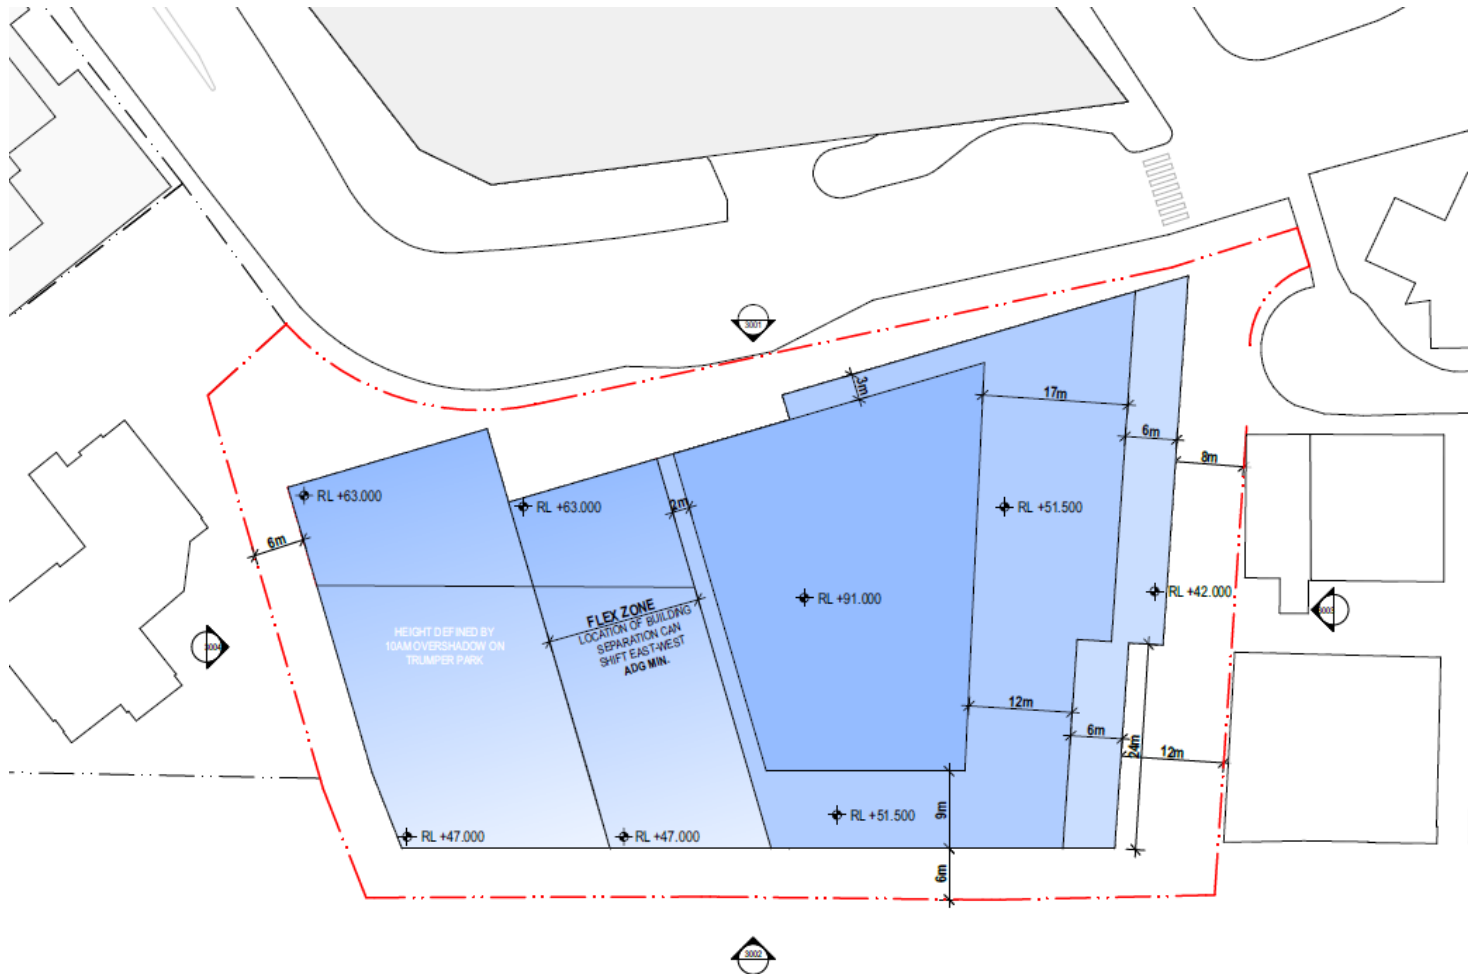 3001
3m
17m
6m
8m
RL +63.000
RL +63.000
2m
RL +51.500
6m
RL +91.000
RL +42.000
3003
FLEX ZONE
LOCATION OF BUILDING
SEPARATION CAN
SHIFT EAST-WEST
ADG MIN.
HEIGHT DEFINED BY
10AM OVERSHADOW ON
TRUMPER PARK
3004
12m
6m
24m
12m
RL +47.000
RL +47.000
RL +51.500
9m
6m
3002